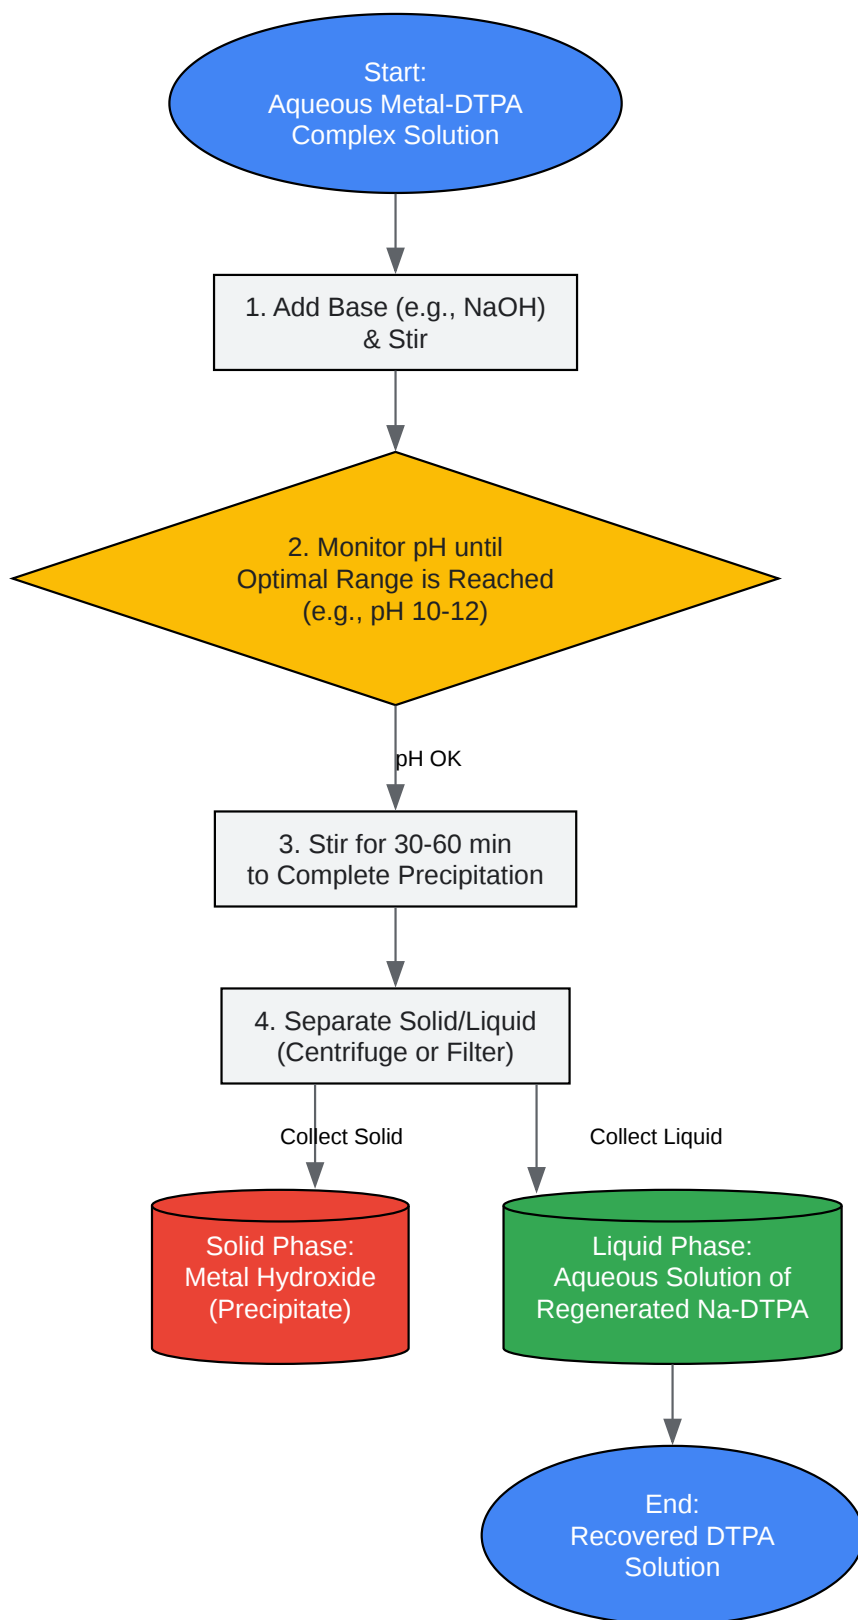 Start:
Aqueous Metal-DTPA
Complex Solution
1. Add Base (e.g., NaOH)
& Stir
2. Monitor pH until
Optimal Range is Reached
(e.g., pH 10-12)
pH OK
3. Stir for 30-60 min
to Complete Precipitation
4. Separate Solid/Liquid
(Centrifuge or Filter)
Collect Solid
Collect Liquid
Solid Phase:
Metal Hydroxide
(Precipitate)
Liquid Phase:
Aqueous Solution of
Regenerated Na-DTPA
End:
Recovered DTPA
Solution